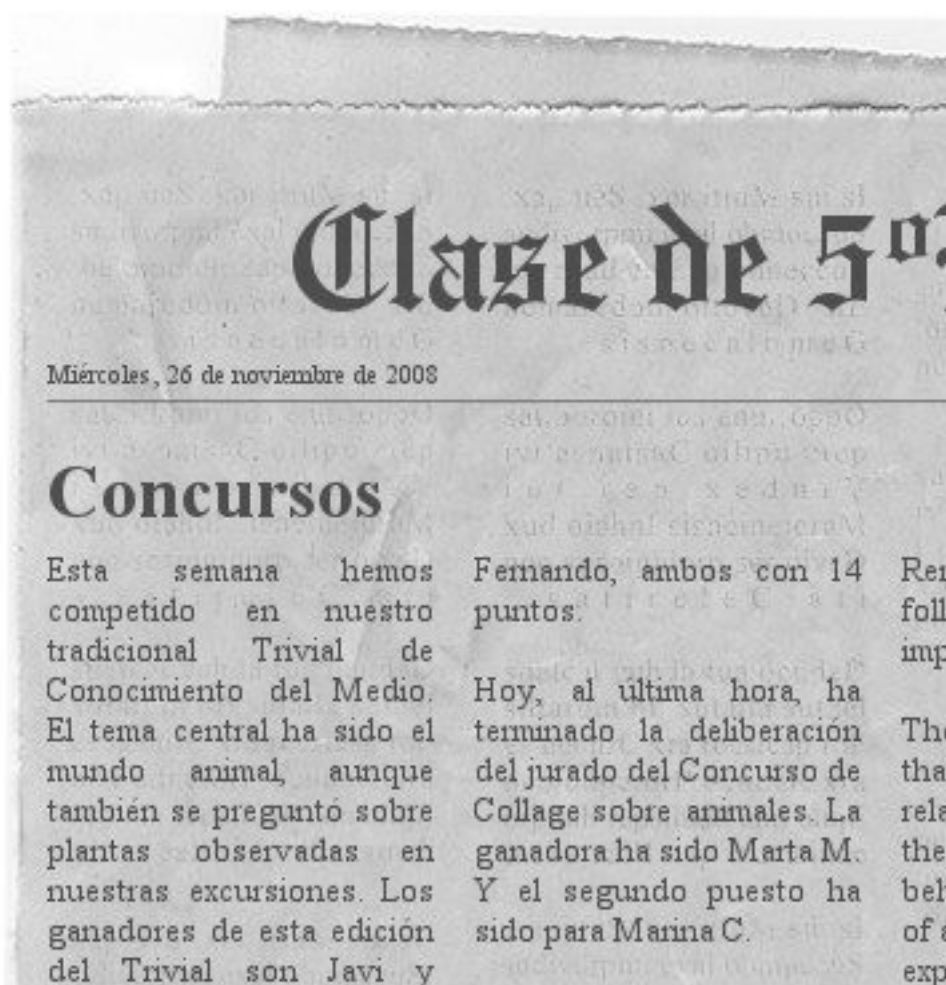 Clase de 5º
Miércoles, 26 de noviembre de 2008
Concursos
Esta semana hemos
competido en nuestro
tradicional Trivial de
Conocimiento del Medio.
El tema central ha sido el
mundo animal, aunque
también se preguntó sobre
plantas observadas en
nuestras excursiones. Los
ganadores de esta edición
del Trivial son Javi y
Fernando, ambos con 14
puntos.
Hoy, al última hora, ha
terminado la deliberación
del jurado del Concurso de
Collage sobre animales. La
ganadora ha sido Marta M.
Y el segundo puesto ha
sido para Marina C.
of a